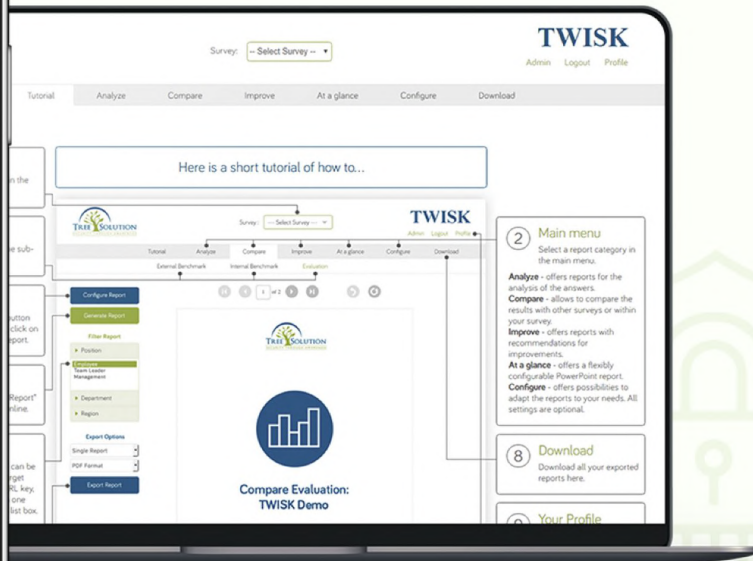 TWISK
Survey: -- Select Survey --
Admin Logout Profile
Tutorial Analyze Compare Improve At a glance Configure Download
Here is a short tutorial of how to...
n the
e sub-
utton
click on
eport.
Report"
nline.
can be
rget
RL key,
one
list box.
TREE SOLUTION
Survey: --- Select Survey ---
TWISK
Admin Logout Profile
Tutorial Analyze Compare Improve At a glance Configure Download
External Benchmark Internal Benchmark Evaluation
1 of 2
Configure Report
Generate Report
Filter Report
Position
Employee
Team Leader
Management
Department
Region
Export Options
Single Report
PDF Format
Export Report
TREE SOLUTION
Compare Evaluation:
TWISK Demo
2 Main menu
Select a report category in
the main menu.
Analyze - offers reports for the
analysis of the answers.
Compare - allows to compare the
results with other surveys or within
your survey.
Improve - offers reports with
recommendations for
improvements.
At a glance - offers a flexibly
configurable PowerPoint report.
Configure - offers possibilities to
adapt the reports to your needs. All
settings are optional.
8 Download
Download all your exported
reports here.
Your Profile